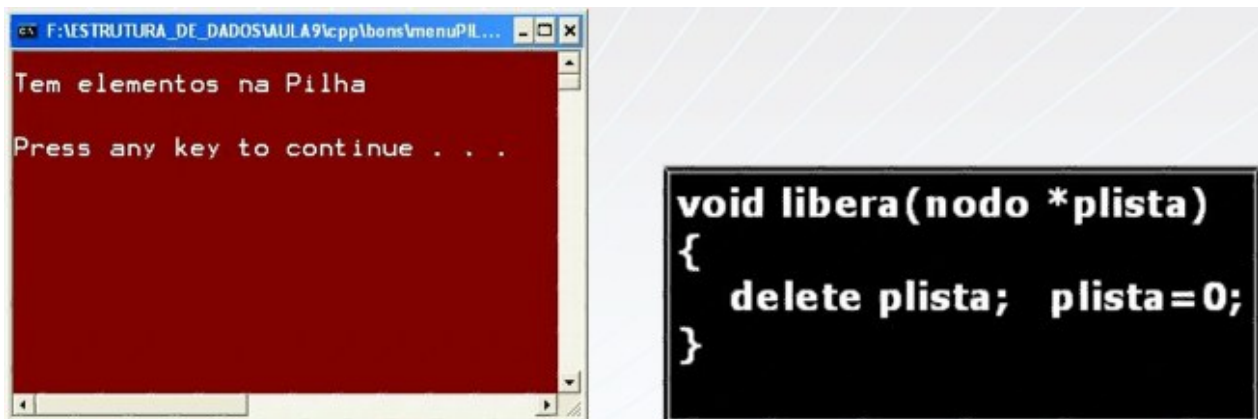 F:\ESTRUTURA_DE_DADOS\AULA9\cpp\bons\menuPIL...
Tem elementos na Pilha
Press any key to continue . . .
void libera(nodo *plista)
{
delete plista; plista=0;
}